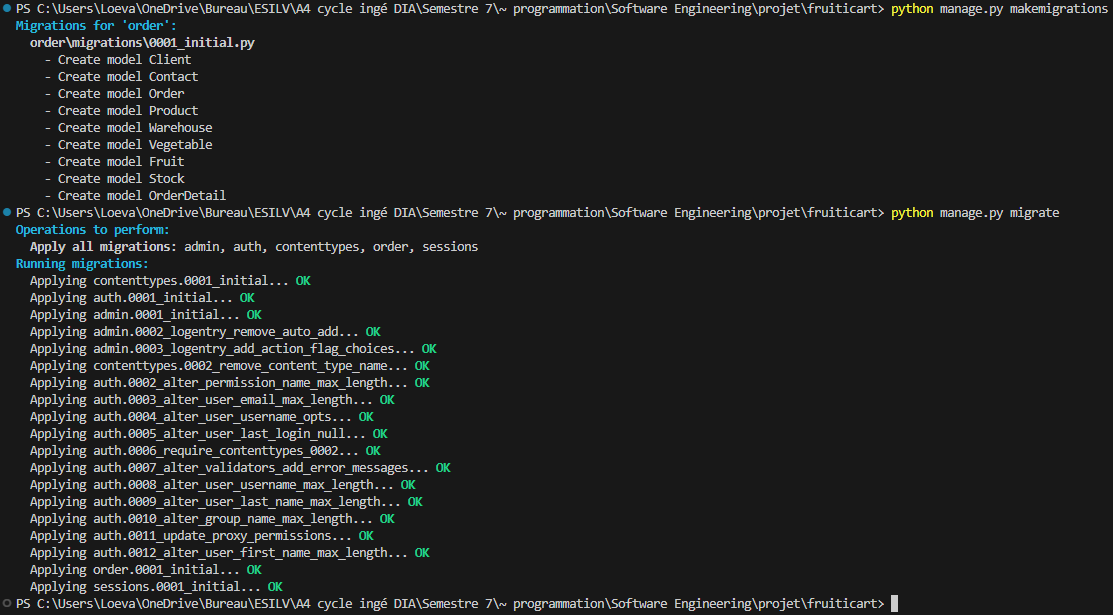 PS C:\Users\Loeva\OneDrive\Bureau\ESILV\A4 cycle ingé DIA\Semestre 7\~ programmation\Software Engineering\projet\fruiticart> python manage.py makemigrations
Migrations for 'order':
  order\migrations\0001_initial.py
    - Create model Client
    - Create model Contact
    - Create model Order
    - Create model Product
    - Create model Warehouse
    - Create model Vegetable
    - Create model Fruit
    - Create model Stock
    - Create model OrderDetail
PS C:\Users\Loeva\OneDrive\Bureau\ESILV\A4 cycle ingé DIA\Semestre 7\~ programmation\Software Engineering\projet\fruiticart> python manage.py migrate
Operations to perform:
  Apply all migrations: admin, auth, contenttypes, order, sessions
Running migrations:
  Applying contenttypes.0001_initial... OK
  Applying auth.0001_initial... OK
  Applying admin.0001_initial... OK
  Applying admin.0002_logentry_remove_auto_add... OK
  Applying admin.0003_logentry_add_action_flag_choices... OK
  Applying contenttypes.0002_remove_content_type_name... OK
  Applying auth.0002_alter_permission_name_max_length... OK
  Applying auth.0003_alter_user_email_max_length... OK
  Applying auth.0004_alter_user_username_opts... OK
  Applying auth.0005_alter_user_last_login_null... OK
  Applying auth.0006_require_contenttypes_0002... OK
  Applying auth.0007_alter_validators_add_error_messages... OK
  Applying auth.0008_alter_user_username_max_length... OK
  Applying auth.0009_alter_user_last_name_max_length... OK
  Applying auth.0010_alter_group_name_max_length... OK
  Applying auth.0011_update_proxy_permissions... OK
  Applying auth.0012_alter_user_first_name_max_length... OK
  Applying order.0001_initial... OK
  Applying sessions.0001_initial... OK
PS C:\Users\Loeva\OneDrive\Bureau\ESILV\A4 cycle ingé DIA\Semestre 7\~ programmation\Software Engineering\projet\fruiticart>